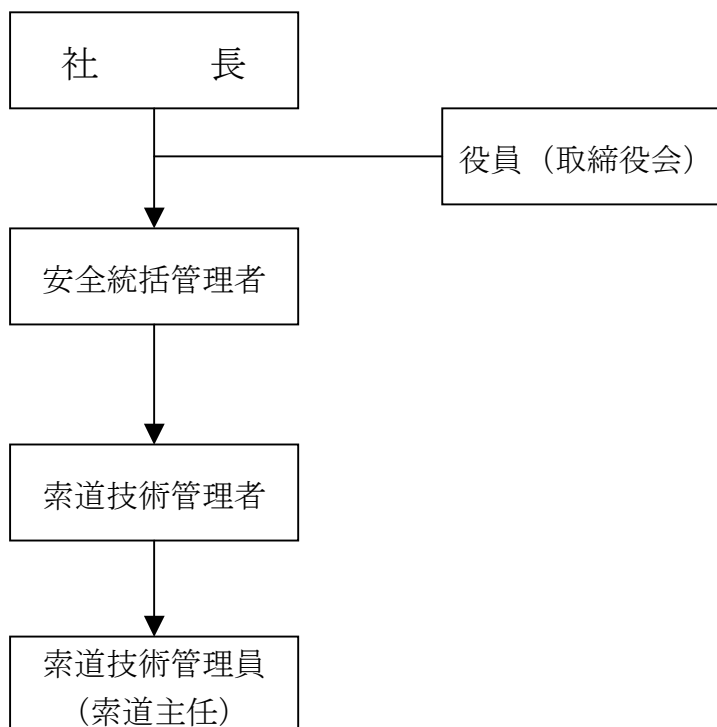 社　　　長
役員（取締役会）
安全統括管理者
索道技術管理者
索道技術管理員
（索道主任）